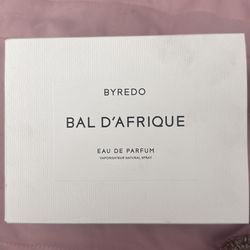 BYREDO
BAL D'AFRIQUE
EAU DE PARFUM
VAPORISATEUR NATURAL SPRAY